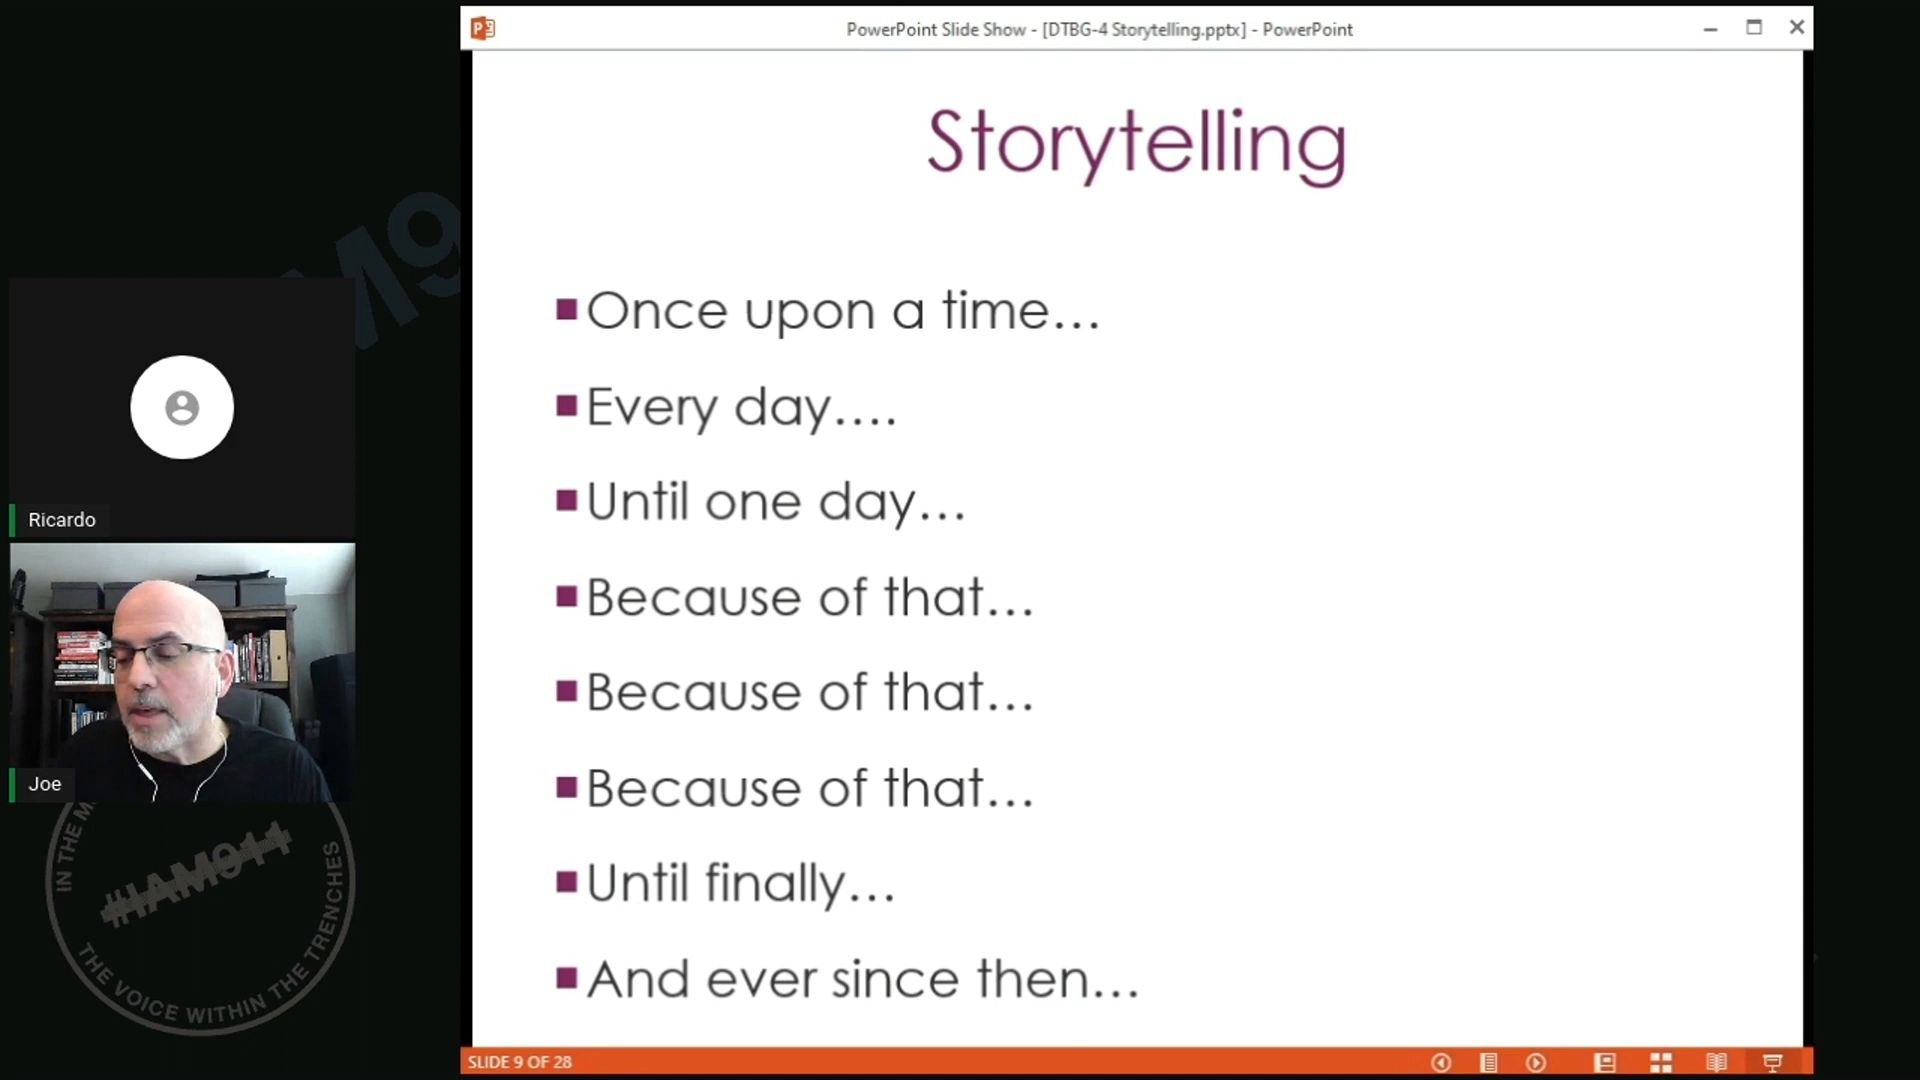 PowerPoint Slide Show - [DTBG-4 Storytelling.pptx] - PowerPoint
Storytelling
Once upon a time...
Every day....
Until one day...
Because of that...
Because of that...
Because of that...
Until finally...
And ever since then...
SLIDE 9 OF 28
Ricardo
Joe
M9
IN THE M
#IAM911
THE VOICE WITHIN THE TRENCHES